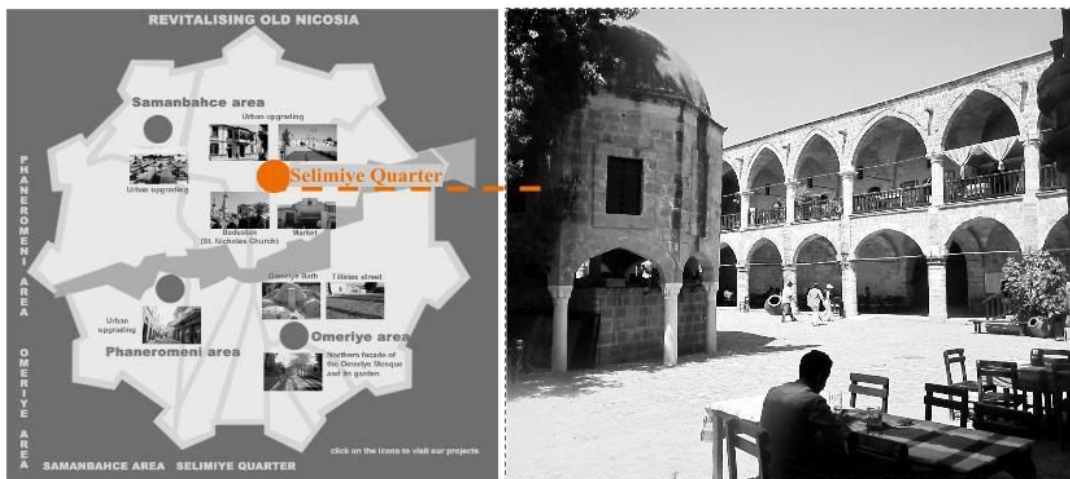 REVITALISING OLD NICOSIA
Samanbahce area
Urban upgrading
Urban upgrading
Selimiye Quarter
Bedestan
(St. Nicholas Church)
Market
PHANEROMENI AREA
OMERIYE AREA
Omeriye Bath
Tillirias street
Urban
upgrading
Phaneromeni area
Omeriye area
Northern facade of
the Omeriye Mosque
and its garden
click on the icons to visit our projects
SAMANBAHCE AREA SELIMIYE QUARTER